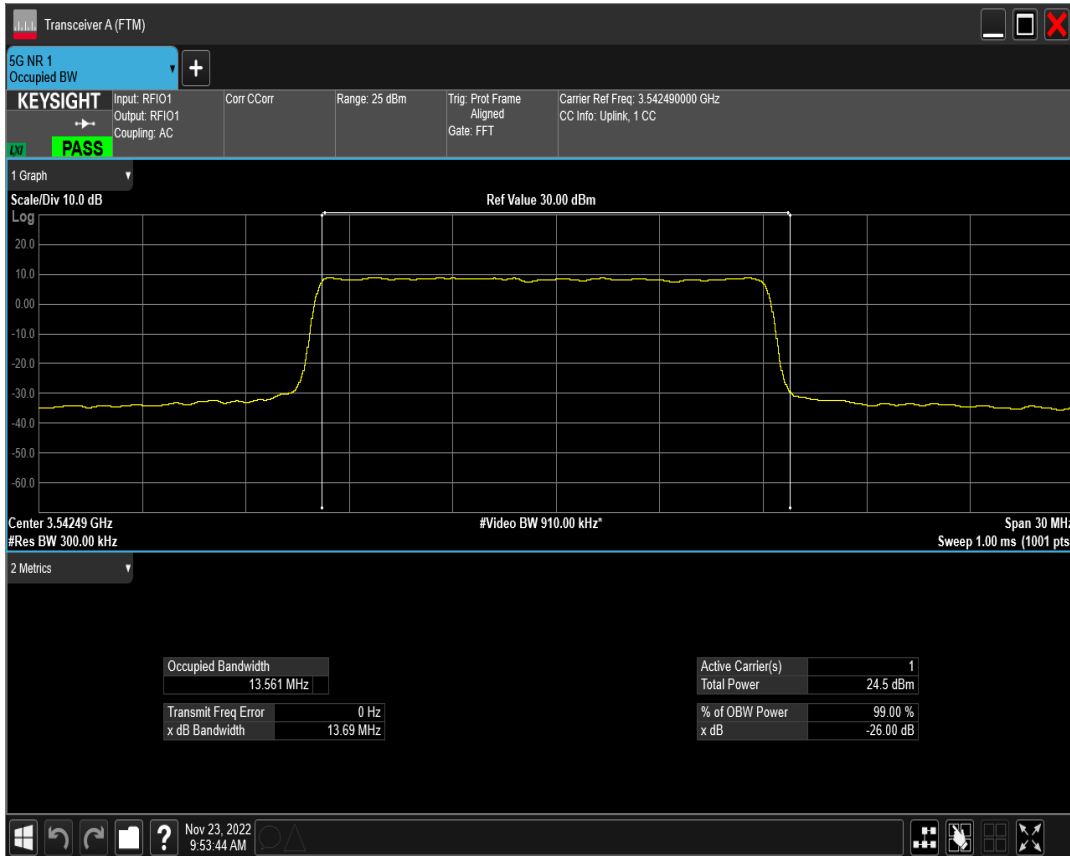 Transceiver A (FTM)
5G NR 1
Occupied BW
+
KEYSIGHT
LXI
PASS
Input: RFIO1
Output: RFIO1
Coupling: AC
Corr CCorr
Range: 25 dBm
Trig: Prot Frame
Aligned
Gate: FFT
Carrier Ref Freq: 3.542490000 GHz
CC Info: Uplink, 1 CC
1 Graph
Scale/Div 10.0 dB
Ref Value 30.00 dBm
Log
20.0
10.0
0.00
-10.0
-20.0
-30.0
-40.0
-50.0
-60.0
Center 3.54249 GHz
#Video BW 910.00 kHz*
Span 30 MHz
#Res BW 300.00 kHz
Sweep 1.00 ms (1001 pts
2 Metrics
Occupied Bandwidth
13.561 MHz
Transmit Freq Error 0 Hz
x dB Bandwidth 13.69 MHz
Active Carrier(s) 1
Total Power 24.5 dBm
% of OBW Power 99.00 %
x dB -26.00 dB
?
Nov 23, 2022
9:53:44 AM